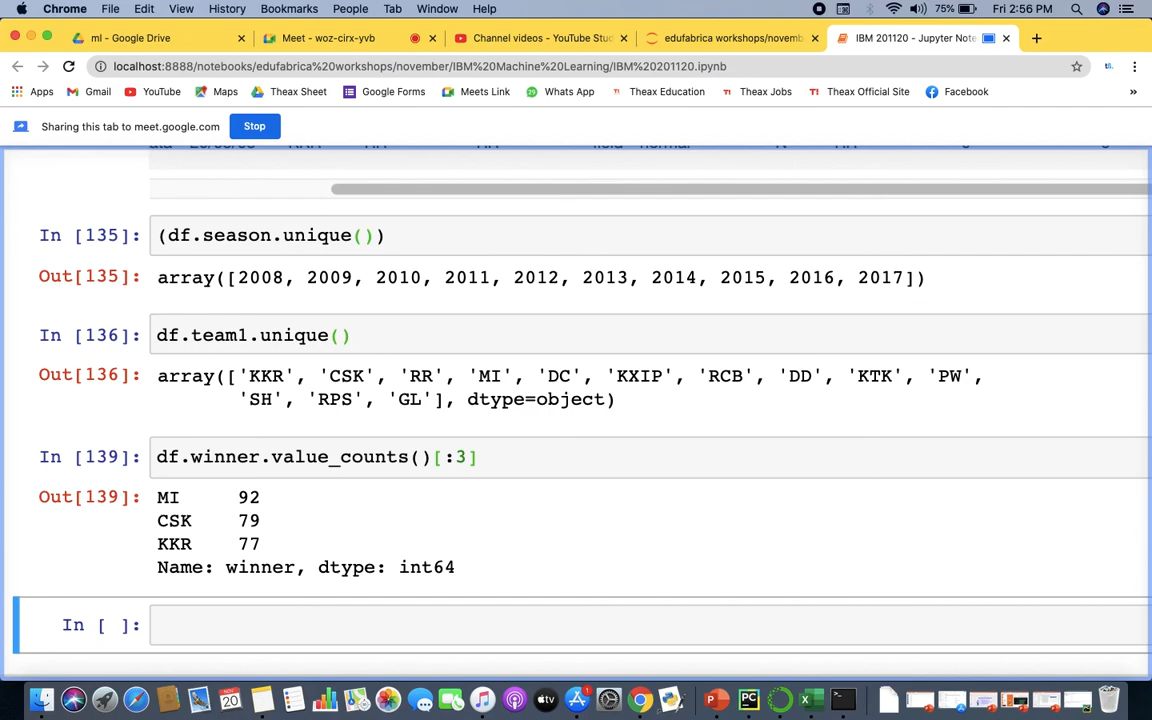 Chrome File Edit View History Bookmarks People Tab Window Help 75% Fri 2:56 PM
ml - Google Drive Meet - woz-cirx-yvb Channel videos - YouTube Stu edufabrica workshops/novemb IBM 201120 - Jupyter Note
localhost:8888/notebooks/edufabrica%20workshops/november/IBM%20Machine%20Learning/IBM%20201120.ipynb
Apps Gmail YouTube Maps Theax Sheet Google Forms Meets Link Whats App Theax Education Theax Jobs Theax Official Site Facebook »
Sharing this tab to meet.google.com Stop
In [135]: (df.season.unique())
Out[135]: array([2008, 2009, 2010, 2011, 2012, 2013, 2014, 2015, 2016, 2017])
In [136]: df.team1.unique()
Out[136]: array(['KKR', 'CSK', 'RR', 'MI', 'DC', 'KXIP', 'RCB', 'DD', 'KTK', 'PW',
'SH', 'RPS', 'GL'], dtype=object)
In [139]: df.winner.value_counts()[:3]
Out[139]: MI 92
CSK 79
KKR 77
Name: winner, dtype: int64
In [ ]: